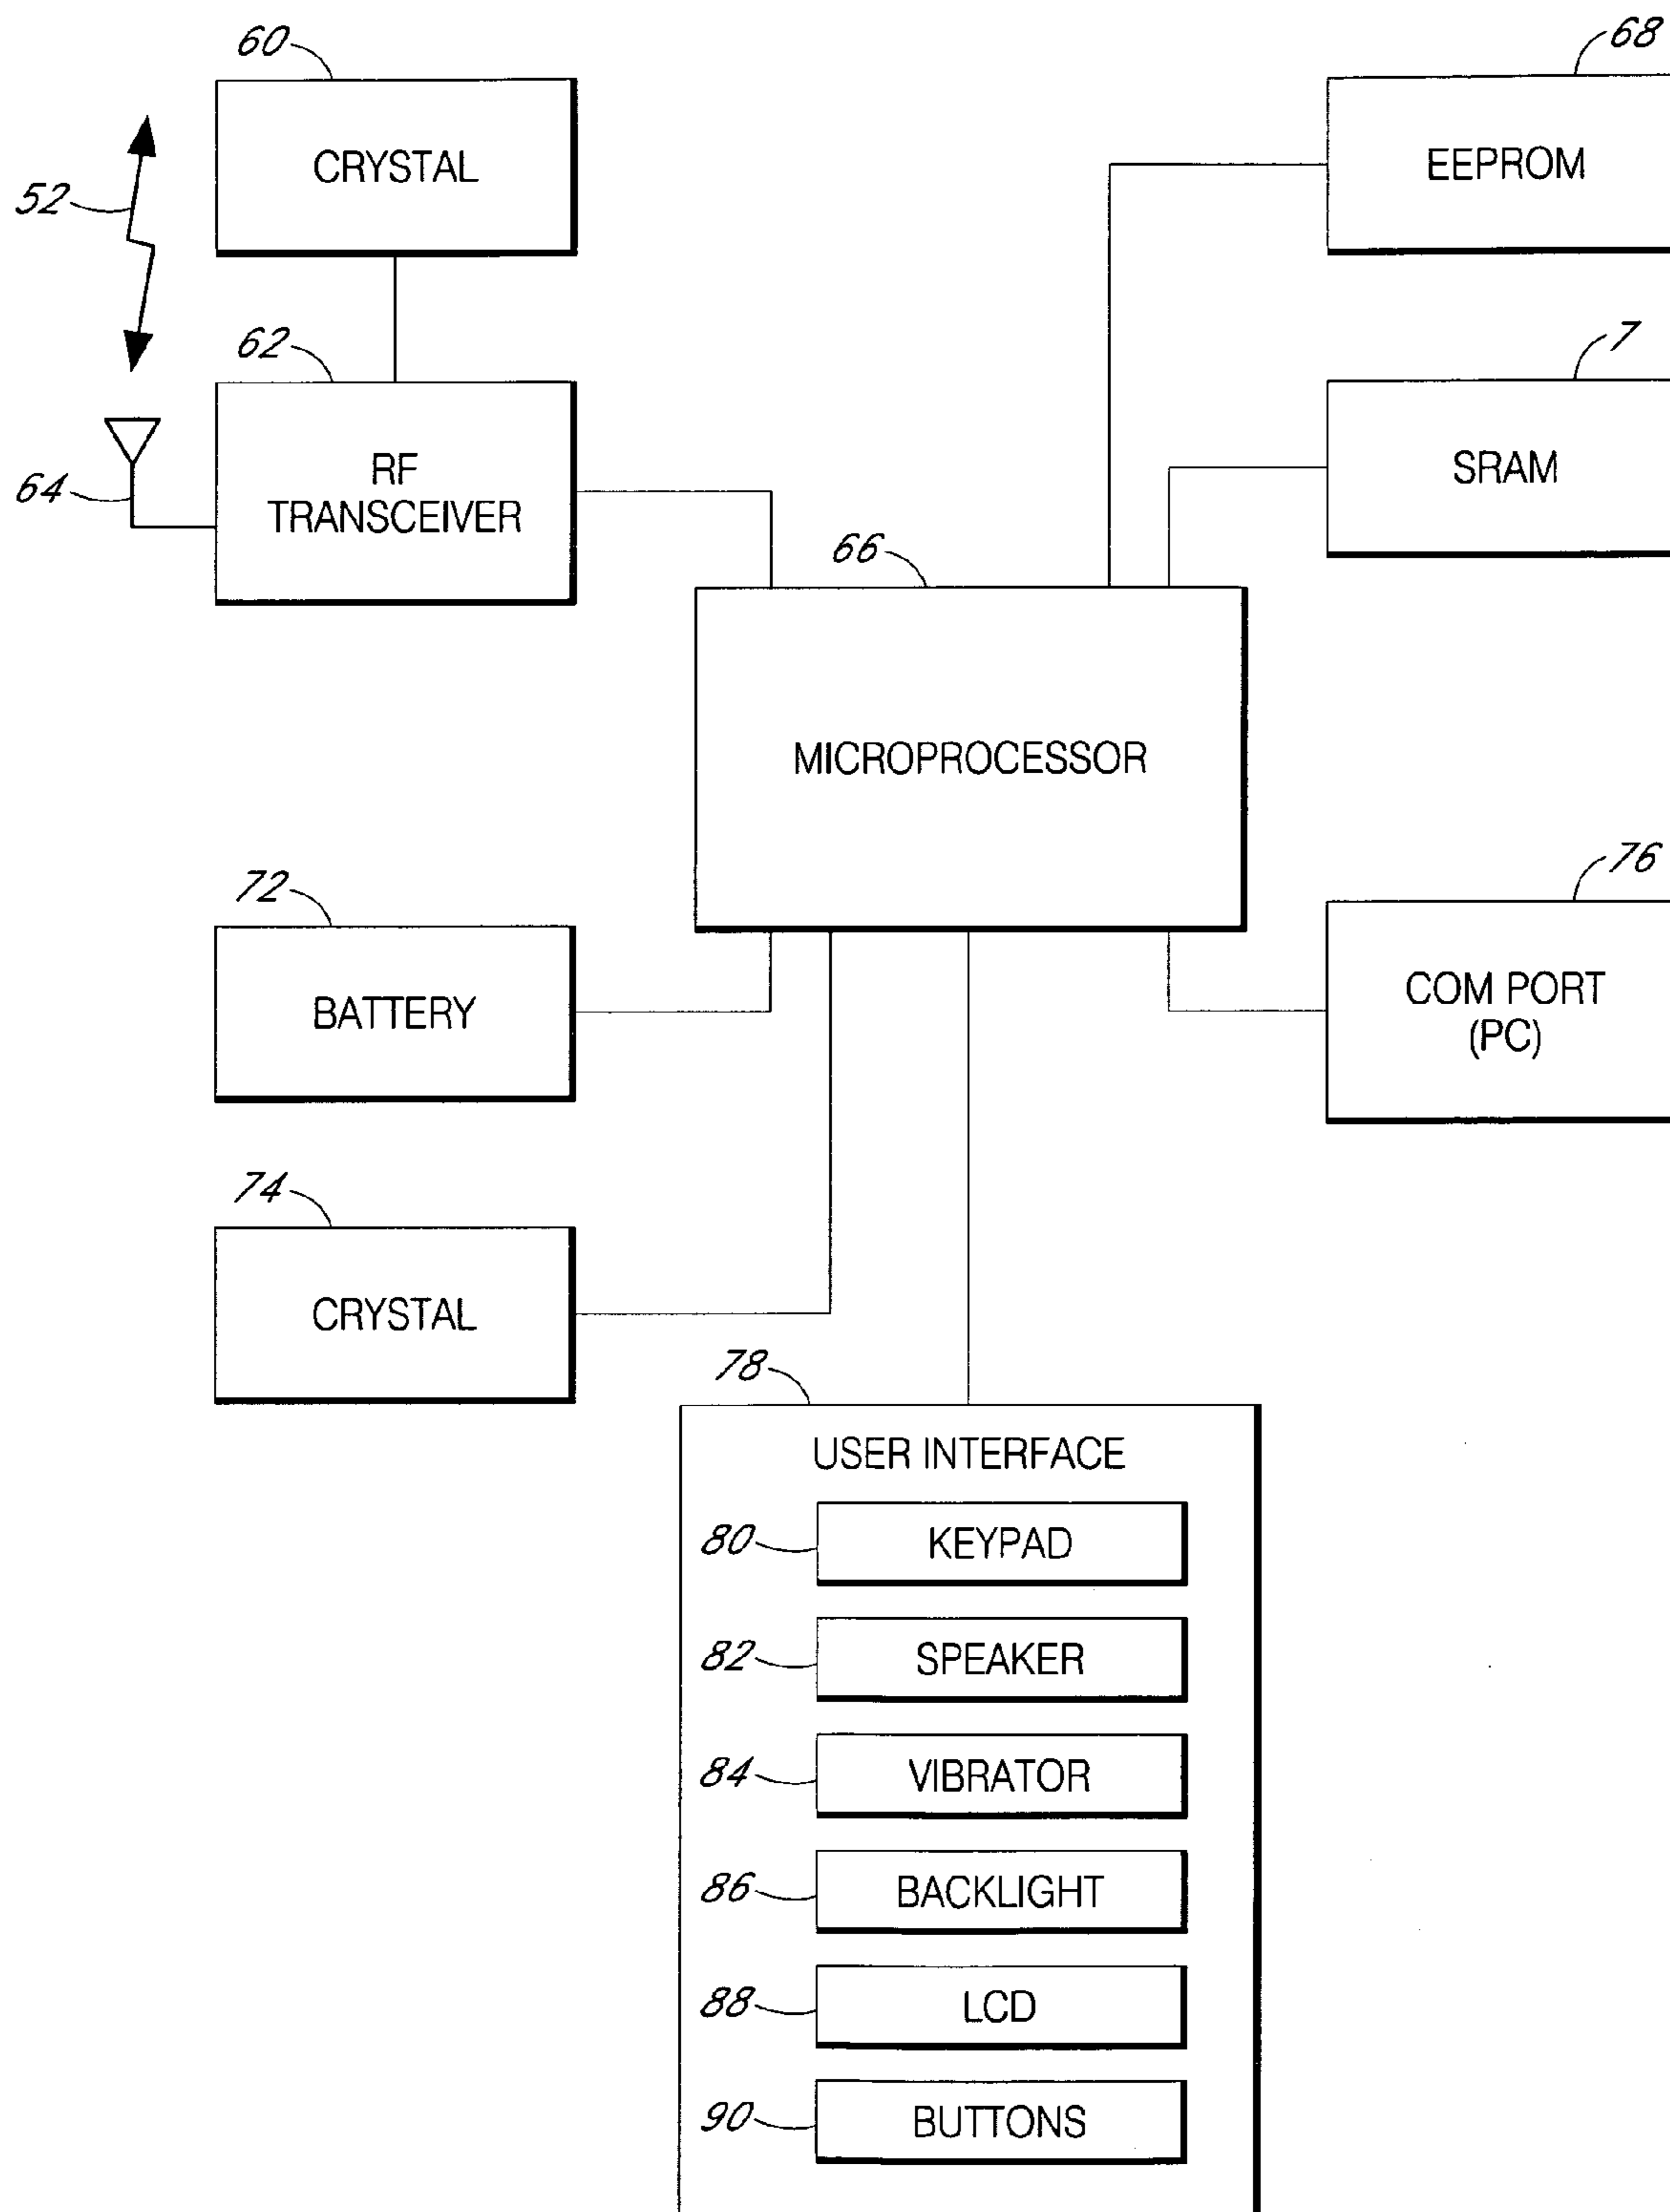 60
CRYSTAL
52
62
RF
TRANSCEIVER
64
68
EEPROM
7
SRAM
66
MICROPROCESSOR
72
BATTERY
76
COM PORT
(PC)
74
CRYSTAL
78
USER INTERFACE
80 KEYPAD
82 SPEAKER
84 VIBRATOR
86 BACKLIGHT
88 LCD
90 BUTTONS